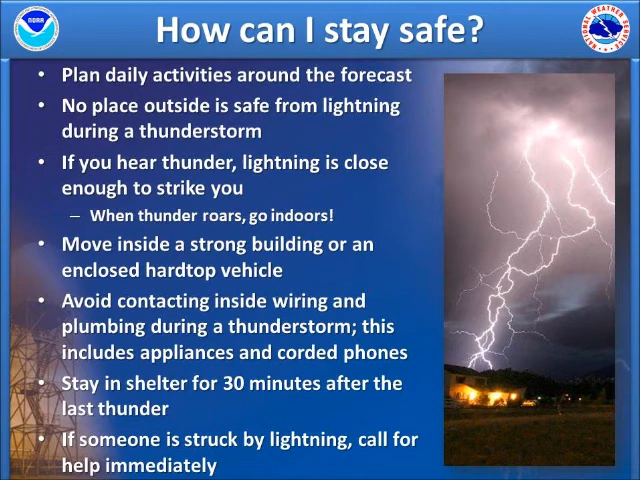 How can I stay safe?
NOAA
NATIONAL WEATHER SERVICE
• Plan daily activities around the forecast
• No place outside is safe from lightning
during a thunderstorm
• If you hear thunder, lightning is close
enough to strike you
– When thunder roars, go indoors!
• Move inside a strong building or an
enclosed hardtop vehicle
• Avoid contacting inside wiring and
plumbing during a thunderstorm; this
includes appliances and corded phones
• Stay in shelter for 30 minutes after the
last thunder
• If someone is struck by lightning, call for
help immediately